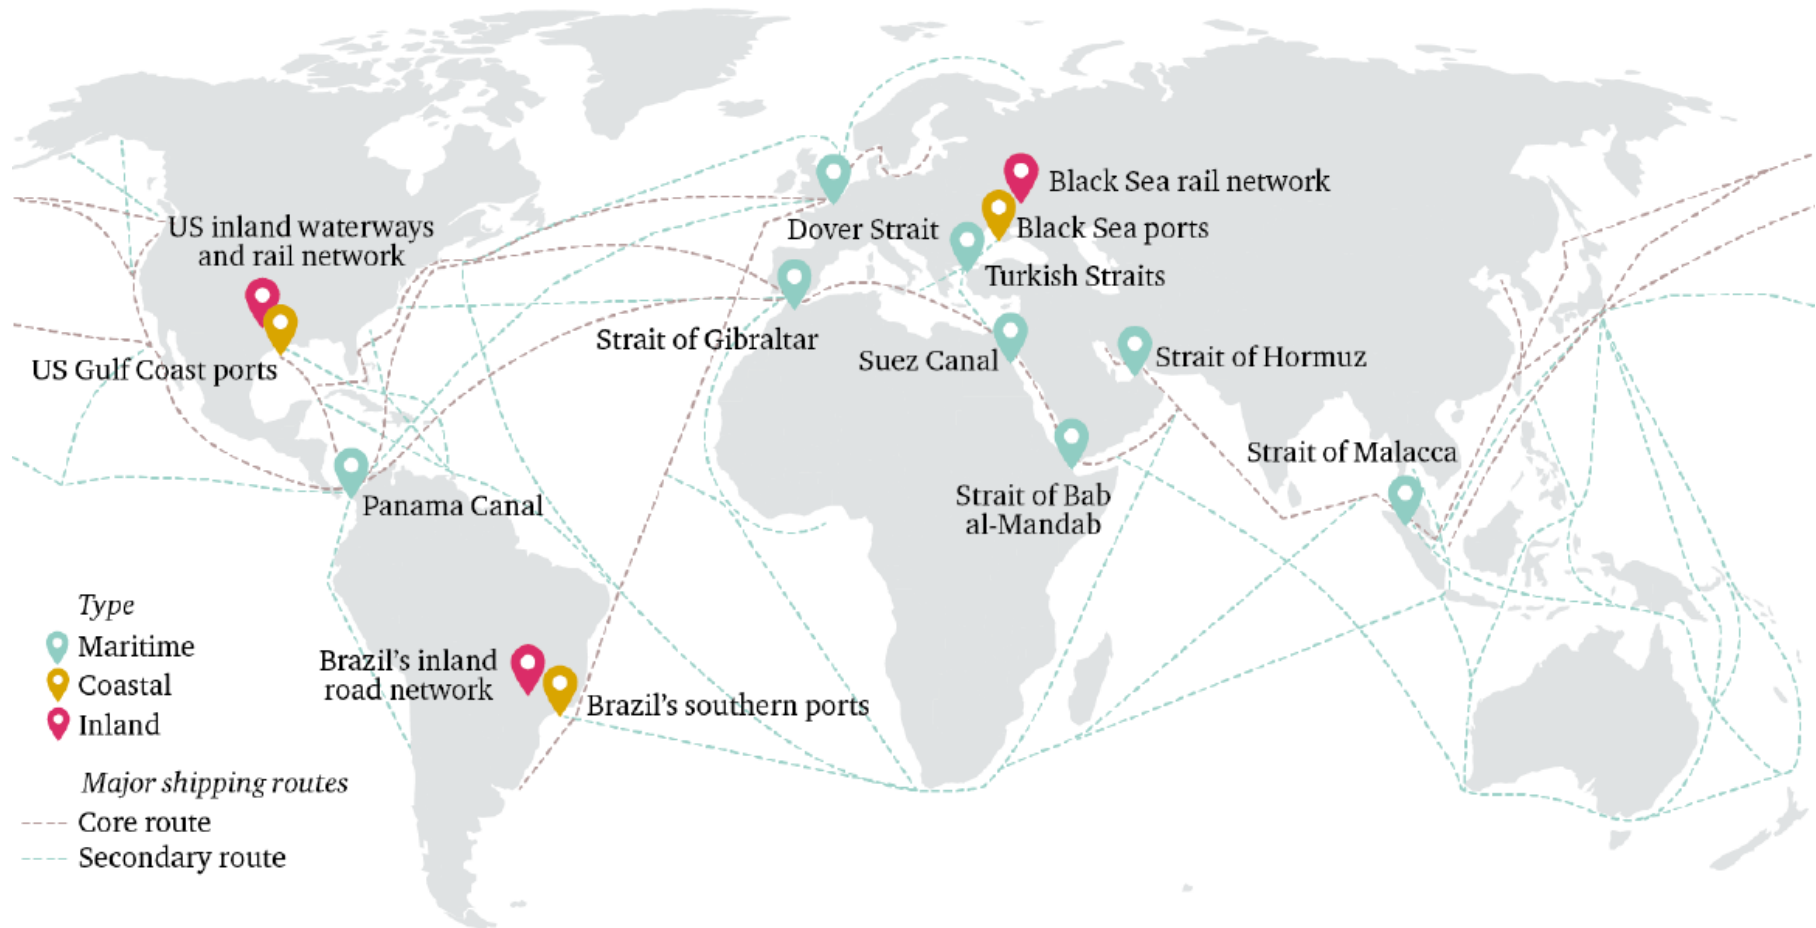 Black Sea rail network
US inland waterways
and rail network
Dover Strait
Black Sea ports
Turkish Straits
Strait of Gibraltar
US Gulf Coast ports
Suez Canal
Strait of Hormuz
Strait of Malacca
Panama Canal
Strait of Bab
al-Mandab
Type
Maritime
Coastal
Inland
Brazil’s inland
road network
Brazil’s southern ports
Major shipping routes
Core route
Secondary route